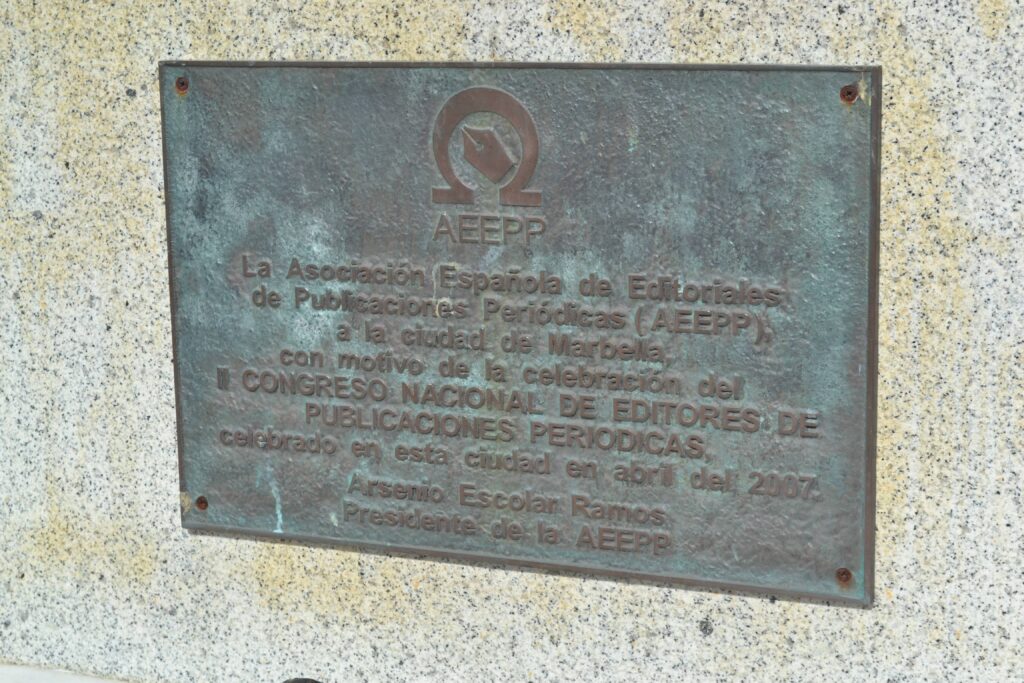 AEEPP
La Asociación Española de Editoriales
de Publicaciones Periódicas (AEEPP),
a la ciudad de Marbella,
con motivo de la celebración del
II CONGRESO NACIONAL DE EDITORES DE
PUBLICACIONES PERIODICAS,
celebrado en esta ciudad en abril del 2007.
Arsenio Escolar Ramos
Presidente de la AEEPP